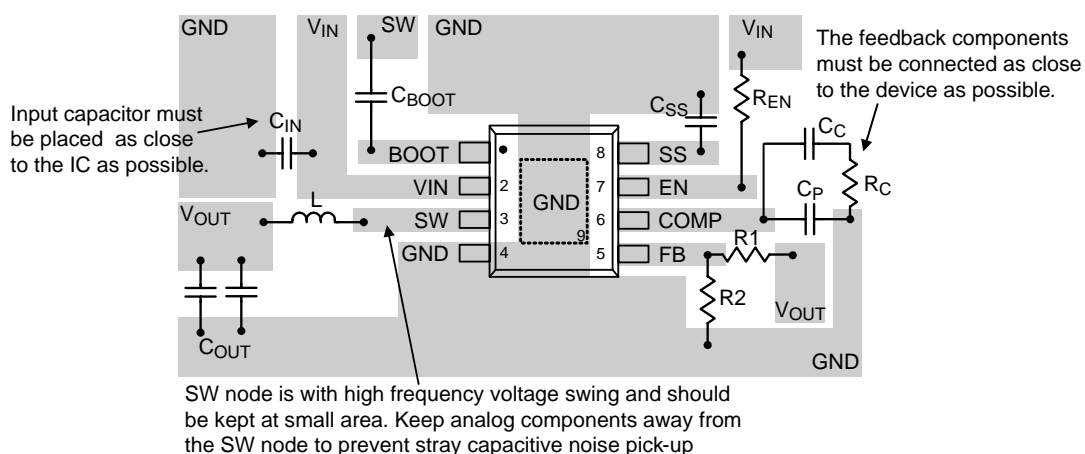 GND
VIN
SW
GND
VIN
The feedback components
must be connected as close
to the device as possible.
Input capacitor must
be placed as close
to the IC as possible.
CIN
CBOOT
CSS
REN
CC
RC
CP
BOOT
VIN
SW
GND
2
3
4
GND
9
8
7
6
5
SS
EN
COMP
FB
L
VOUT
COUT
R1
R2
VOUT
GND
SW node is with high frequency voltage swing and should
be kept at small area. Keep analog components away from
the SW node to prevent stray capacitive noise pick-up